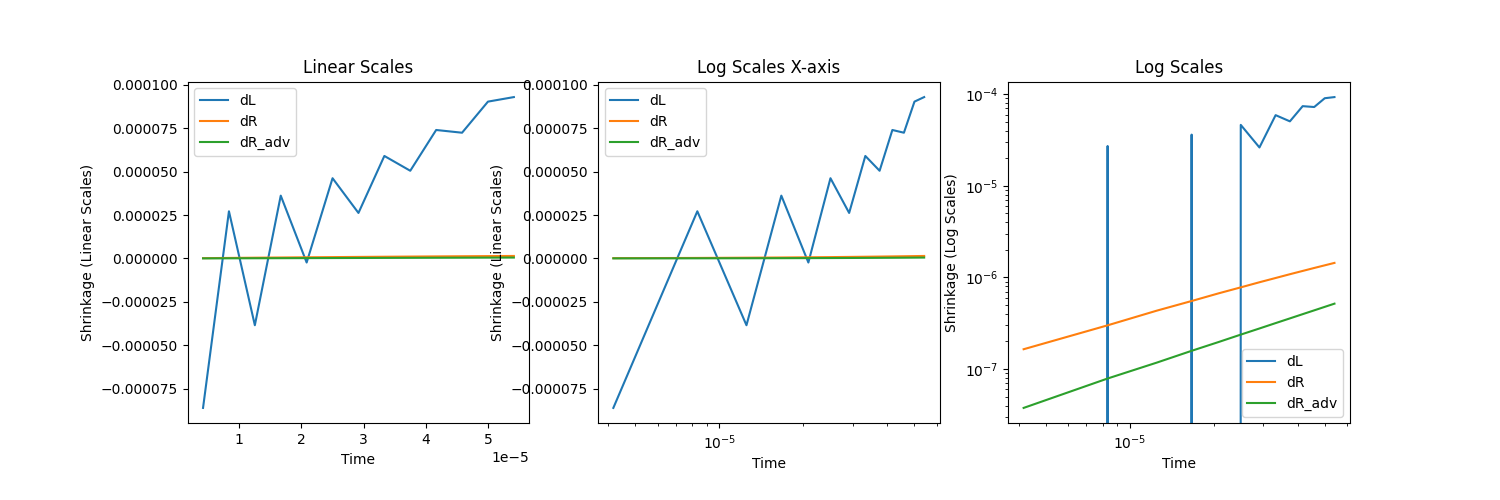 Linear Scales
Shrinkage (Linear Scales)
0.000100
0.000075
0.000050
0.000025
0.000000
−0.000025
−0.000050
−0.000075
dL
dR
dR_adv
1 2 3 4 5
1e−5
Time
Log Scales X-axis
Shrinkage (Linear Scales)
0.000100
0.000075
0.000050
0.000025
0.000000
−0.000025
−0.000050
−0.000075
dL
dR
dR_adv
10⁻⁵
Time
Log Scales
Shrinkage (Log Scales)
10⁻⁴
10⁻⁵
10⁻⁶
10⁻⁷
dL
dR
dR_adv
10⁻⁵
Time